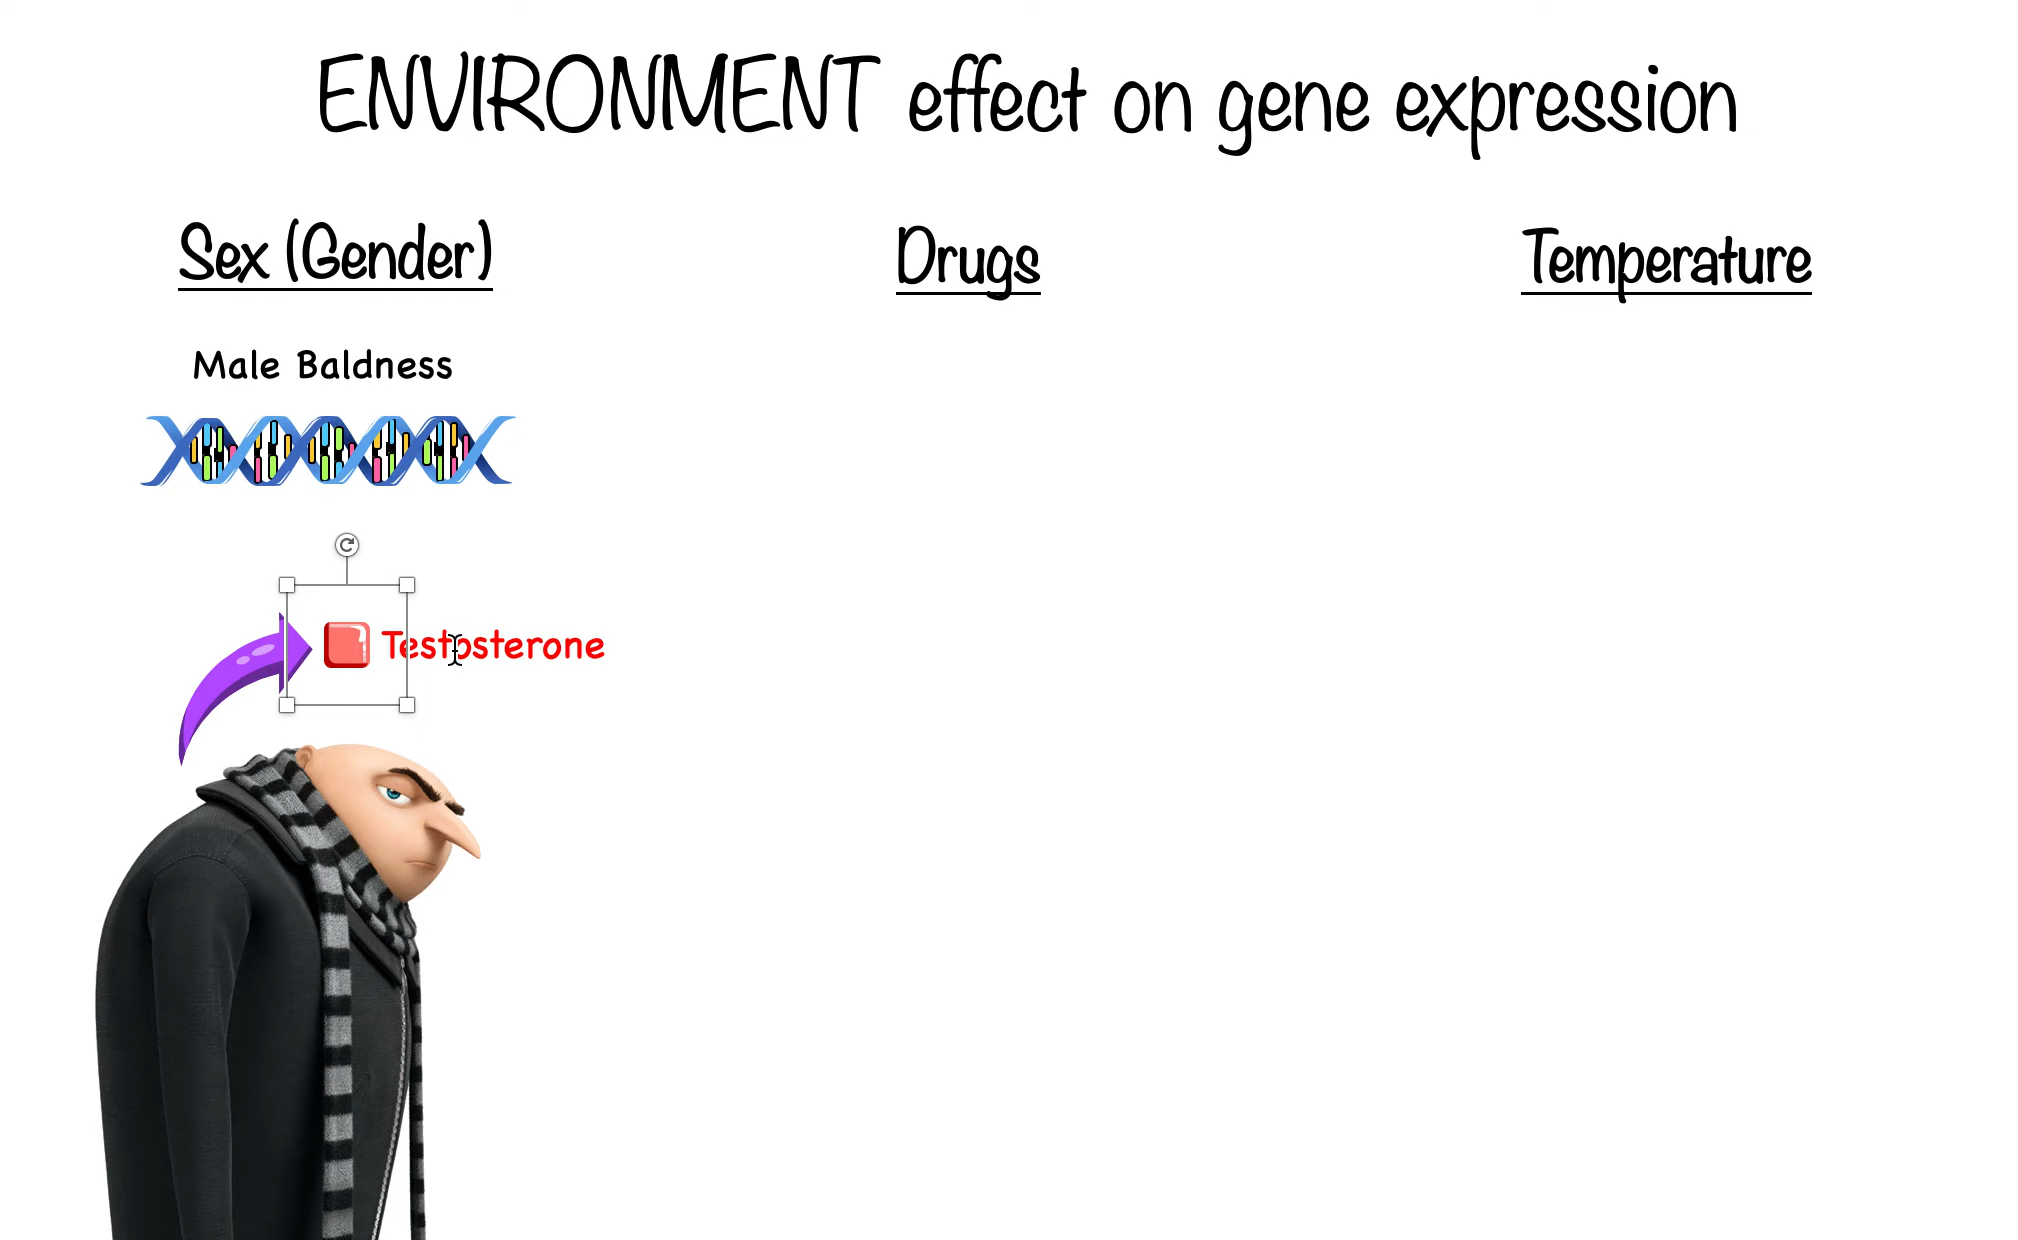 ENVIRONMENT effect on gene expression
Sex (Gender)
Drugs
Temperature
Male Baldness
Testosterone